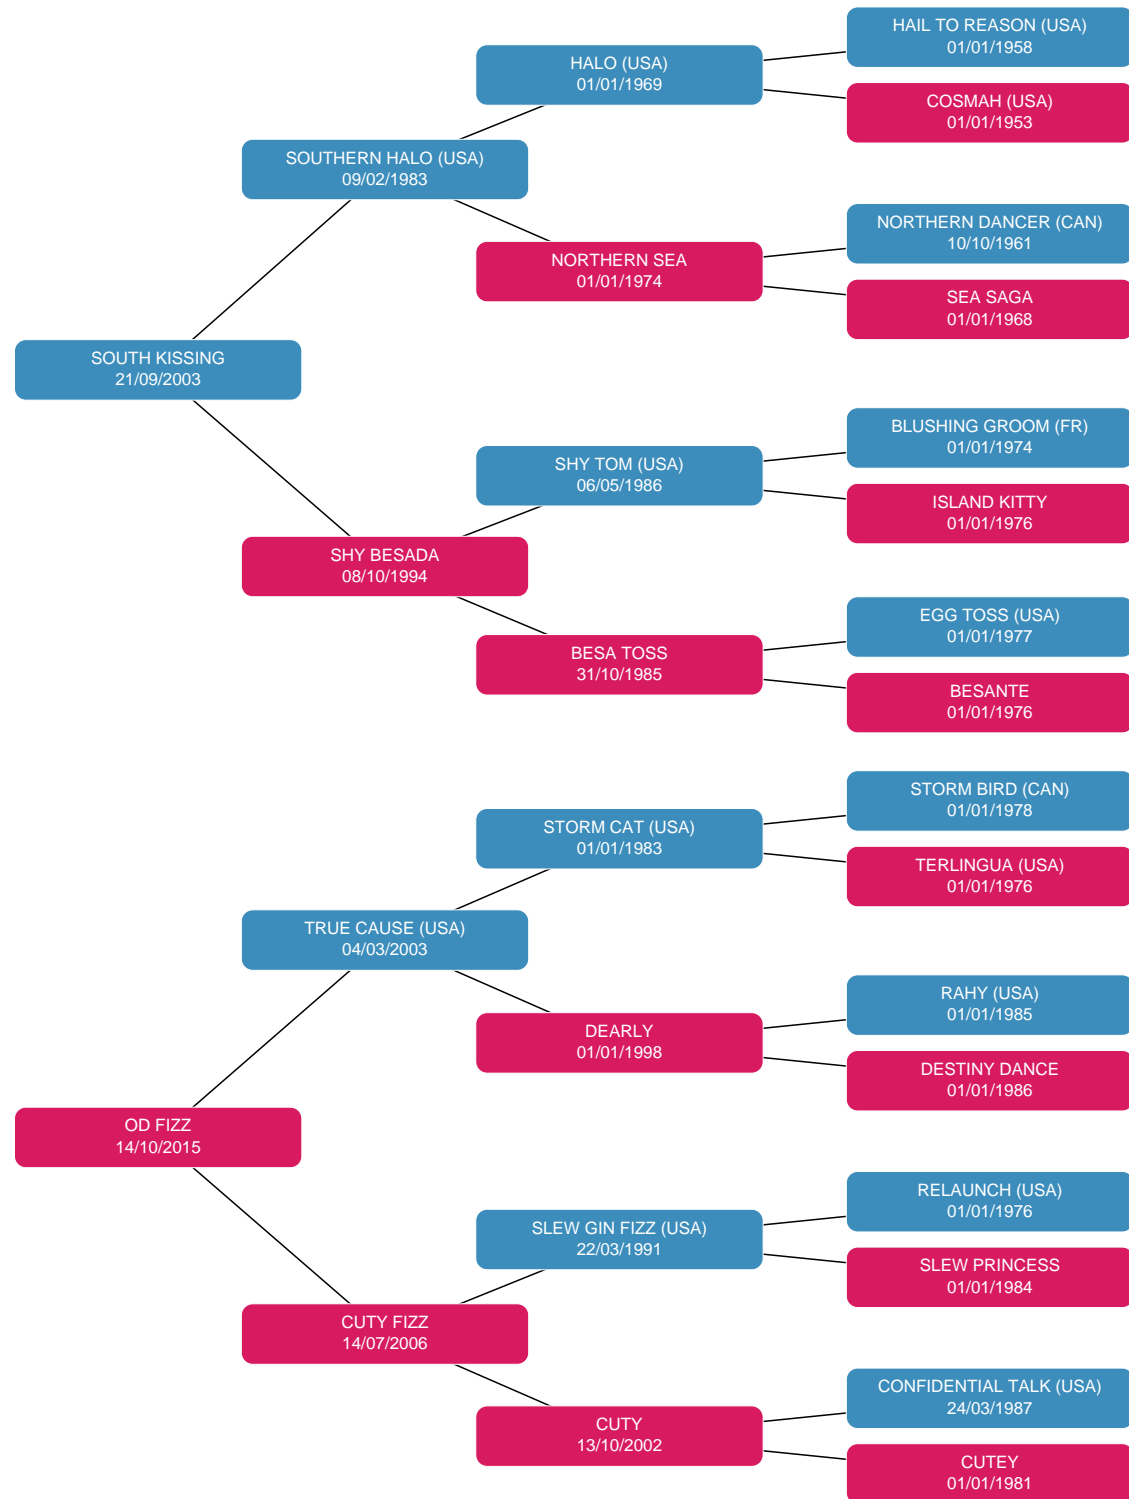 HAIL TO REASON (USA)
01/01/1958
HALO (USA)
01/01/1969
COSMAH (USA)
01/01/1953
SOUTHERN HALO (USA)
09/02/1983
NORTHERN DANCER (CAN)
10/10/1961
NORTHERN SEA
01/01/1974
SEA SAGA
01/01/1968
SOUTH KISSING
21/09/2003
BLUSHING GROOM (FR)
01/01/1974
SHY TOM (USA)
06/05/1986
ISLAND KITTY
01/01/1976
SHY BESADA
08/10/1994
EGG TOSS (USA)
01/01/1977
BESA TOSS
31/10/1985
BESANTE
01/01/1976
STORM BIRD (CAN)
01/01/1978
STORM CAT (USA)
01/01/1983
TERLINGUA (USA)
01/01/1976
TRUE CAUSE (USA)
04/03/2003
RAHY (USA)
01/01/1985
DEARLY
01/01/1998
DESTINY DANCE
01/01/1986
OD FIZZ
14/10/2015
RELAUNCH (USA)
01/01/1976
SLEW GIN FIZZ (USA)
22/03/1991
SLEW PRINCESS
01/01/1984
CUTY FIZZ
14/07/2006
CONFIDENTIAL TALK (USA)
24/03/1987
CUTY
13/10/2002
CUTEY
01/01/1981